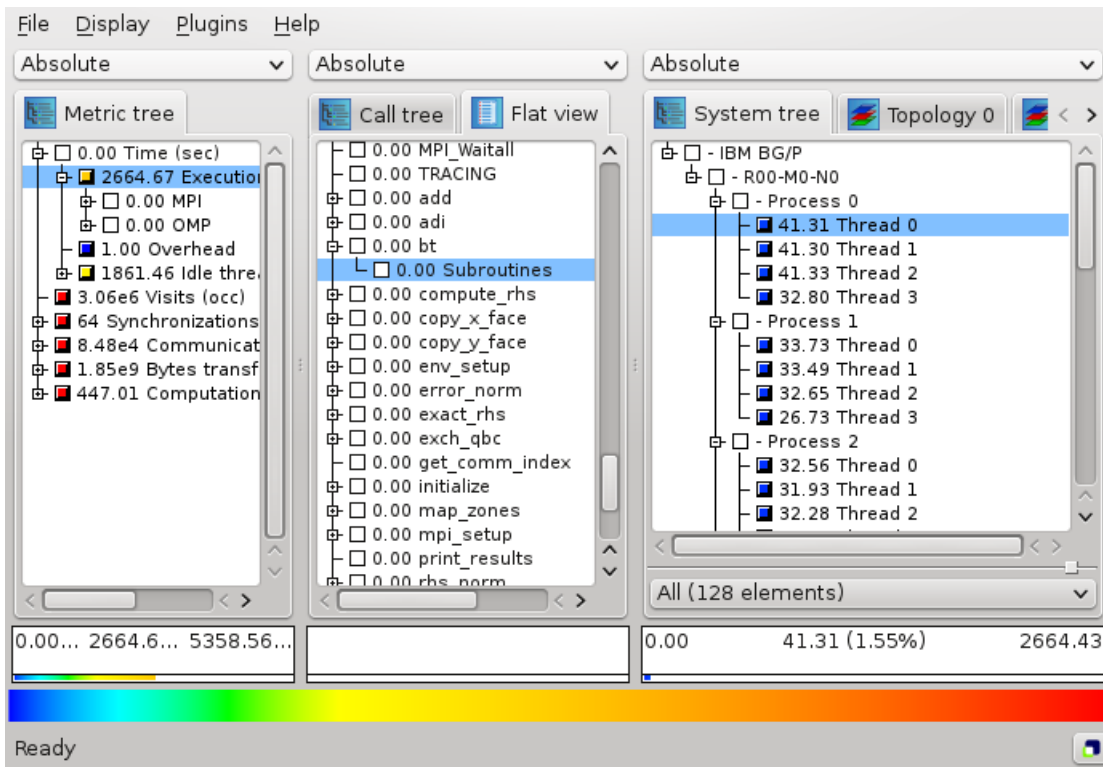 File Display Plugins Help
Absolute
Absolute
Absolute
Metric tree
Call tree
Flat view
System tree
Topology 0
0.00 Time (sec)
2664.67 Execution
0.00 MPI
0.00 OMP
1.00 Overhead
1861.46 Idle threa
3.06e6 Visits (occ)
64 Synchronizations
8.48e4 Communicat
1.85e9 Bytes transf
447.01 Computation
0.00 MPI_Waitall
0.00 TRACING
0.00 add
0.00 adi
0.00 bt
0.00 Subroutines
0.00 compute_rhs
0.00 copy_x_face
0.00 copy_y_face
0.00 env_setup
0.00 error_norm
0.00 exact_rhs
0.00 exch_qbc
0.00 get_comm_index
0.00 initialize
0.00 map_zones
0.00 mpi_setup
0.00 print_results
0.00 rhs_norm
- IBM BG/P
- R00-M0-N0
- Process 0
41.31 Thread 0
41.30 Thread 1
41.33 Thread 2
32.80 Thread 3
- Process 1
33.73 Thread 0
33.49 Thread 1
32.65 Thread 2
26.73 Thread 3
- Process 2
32.56 Thread 0
31.93 Thread 1
32.28 Thread 2
All (128 elements)
0.00... 2664.6... 5358.56...
0.00 41.31 (1.55%) 2664.43
Ready